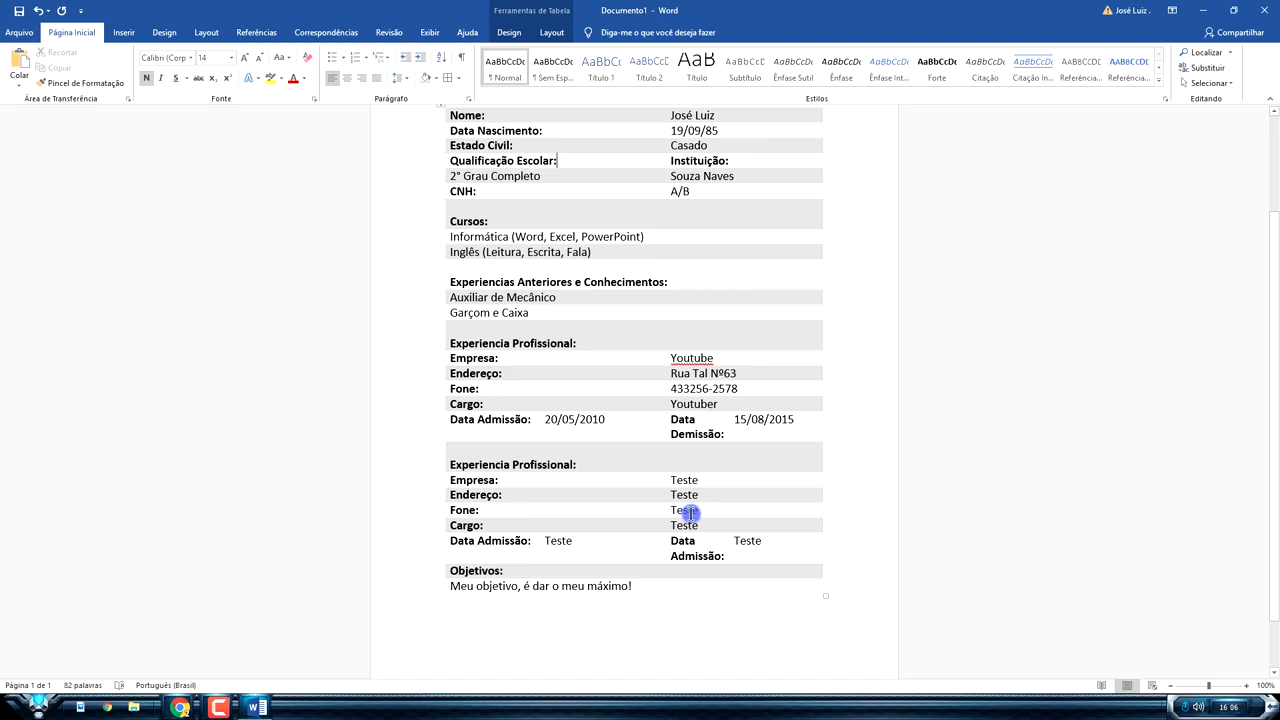 Ferramentas de Tabela Documento1 - Word José Luiz .
Arquivo Página Inicial Inserir Design Layout Referências Correspondências Revisão Exibir Ajuda Design Layout Diga-me o que você deseja fazer Compartilhar
Colar
Recortar
Copiar
Pincel de Formatação
Área de Transferência
Calibri (Corp 14
N I S abc x₂ x²
Fonte
Parágrafo
AaBbCcDc AaBbCcDc AaBbCc AaBbCcC AaB AaBbCcD AaBbCcDc AaBbCcDc AaBbCcDc AaBbCcDc AaBbCcDc AaBbCcDc AaBbCcDc AaBbCcDc
¶ Normal ¶ Sem Esp... Título 1 Título 2 Título Subtítulo Ênfase Sutil Ênfase Ênfase Int... Forte Citação Citação In... Referência... Referência...
Estilos
Localizar
Substituir
Selecionar
Editando
Nome: José Luiz
Data Nascimento: 19/09/85
Estado Civil: Casado
Qualificação Escolar: Instituição:
2° Grau Completo Souza Naves
CNH: A/B
Cursos:
Informática (Word, Excel, PowerPoint)
Inglês (Leitura, Escrita, Fala)
Experiencias Anteriores e Conhecimentos:
Auxiliar de Mecânico
Garçom e Caixa
Experiencia Profissional:
Empresa: Youtube
Endereço: Rua Tal Nº63
Fone: 433256-2578
Cargo: Youtuber
Data Admissão: 20/05/2010 Data Demissão: 15/08/2015
Experiencia Profissional:
Empresa: Teste
Endereço: Teste
Fone: Teste
Cargo: Teste
Data Admissão: Teste Data Admissão: Teste
Objetivos:
Meu objetivo, é dar o meu máximo!
Página 1 de 1 82 palavras Português (Brasil) 100%
16 06